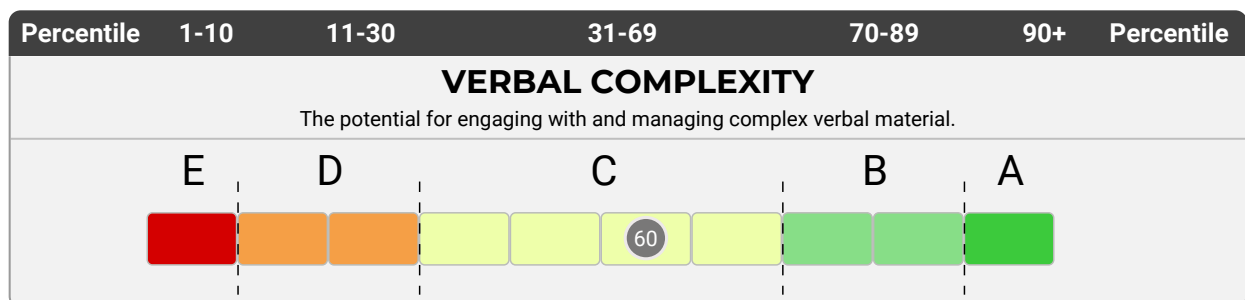 Percentile 1-10 11-30 31-69 70-89 90+ Percentile
VERBAL COMPLEXITY
The potential for engaging with and managing complex verbal material.
E D C B A
60